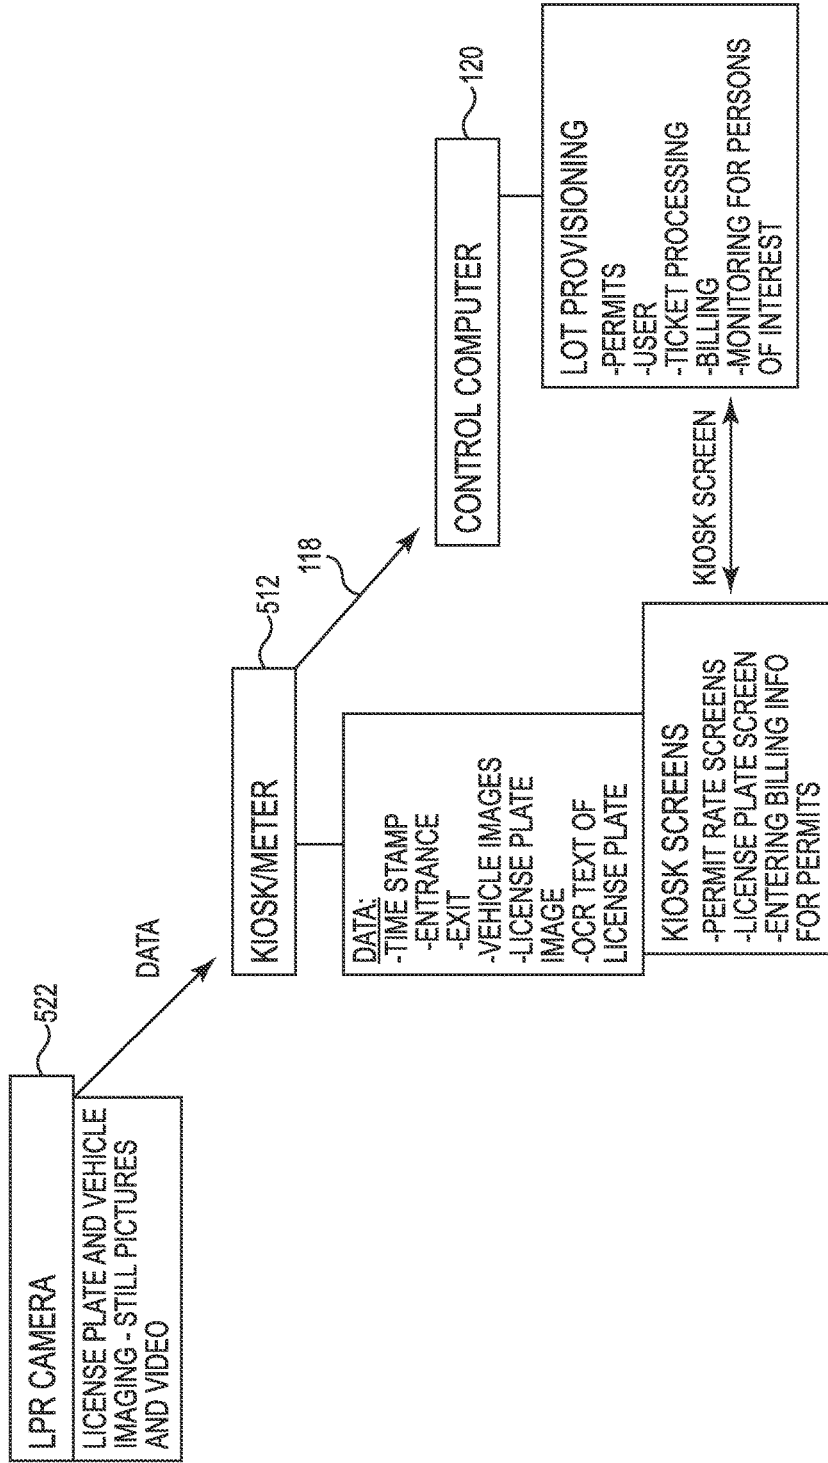 LPR CAMERA
522
LICENSE PLATE AND VEHICLE
IMAGING - STILL PICTURES
AND VIDEO
DATA
KIOSK/METER
512
DATA:
-TIME STAMP
-ENTRANCE
-EXIT
-VEHICLE IMAGES
-LICENSE PLATE
IMAGE
-OCR TEXT OF
LICENSE PLATE
KIOSK SCREENS
-PERMIT RATE SCREENS
-LICENSE PLATE SCREEN
-ENTERING BILLING INFO
FOR PERMITS
118
CONTROL COMPUTER
120
KIOSK SCREEN
LOT PROVISIONING
-PERMITS
-USER
-TICKET PROCESSING
-BILLING
-MONITORING FOR PERSONS
OF INTEREST